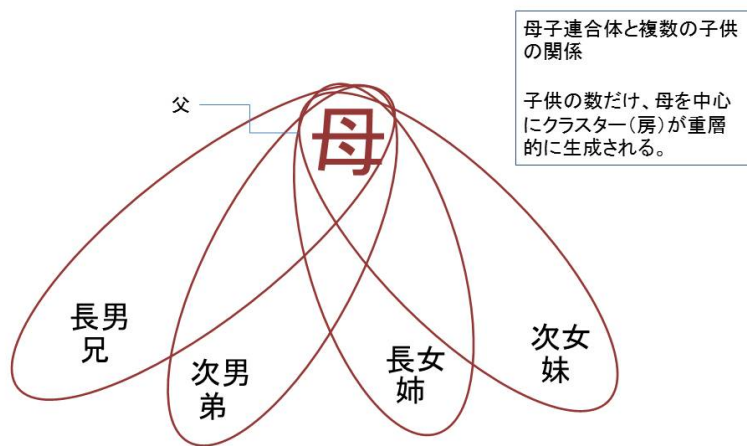 母子連合体と複数の子供
の関係
子供の数だけ、母を中心
にクラスター（房）が重層
的に生成される。
父
母
長男
兄
次男
弟
長女
姉
次女
妹